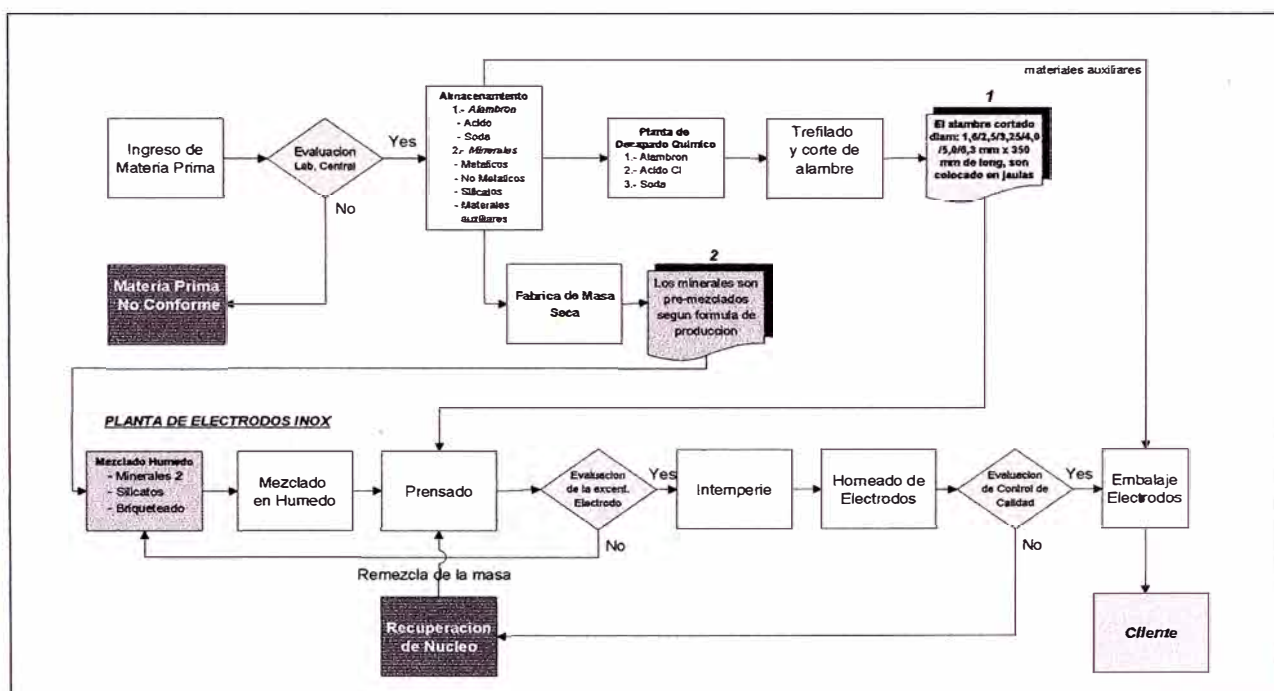 materiales auxiliares
Ingreso de
Materia Prima
Evaluacion
Lab. Central
Yes
No
Materia Prima
No Conforme
Almacenamiento
1.- Alambron
- Acido
- Soda
2.- Minerales
- Metalicos
- No Metalicos
- Silicatos
- Materales
auxiliares
Planta de
Decapado Quimico
1.- Alambron
2.- Acido Cl
3.- Soda
Trefilado
y corte de
alambre
1
El alambre cortado
diam: 1,6/2,5/3,25/4,0
/5,0/6,3 mm x 350
mm de long, son
colocado en jaulas
Fabrica de Masa
Seca
2
Los minerales son
pre-mezclados
segun formula de
produccion
PLANTA DE ELECTRODOS INOX
Mezclado Humedo
- Minerales 2
- Silicatos
- Briqueteado
Mezclado
en Humedo
Prensado
Evaluacion
de la excent.
Electrodo
Yes
No
Intemperie
Horneado de
Electrodos
Evaluacion
de Control de
Calidad
Yes
No
Embalaje
Electrodos
Remezcla de la masa
Recuperacion
de Nucleo
Cliente